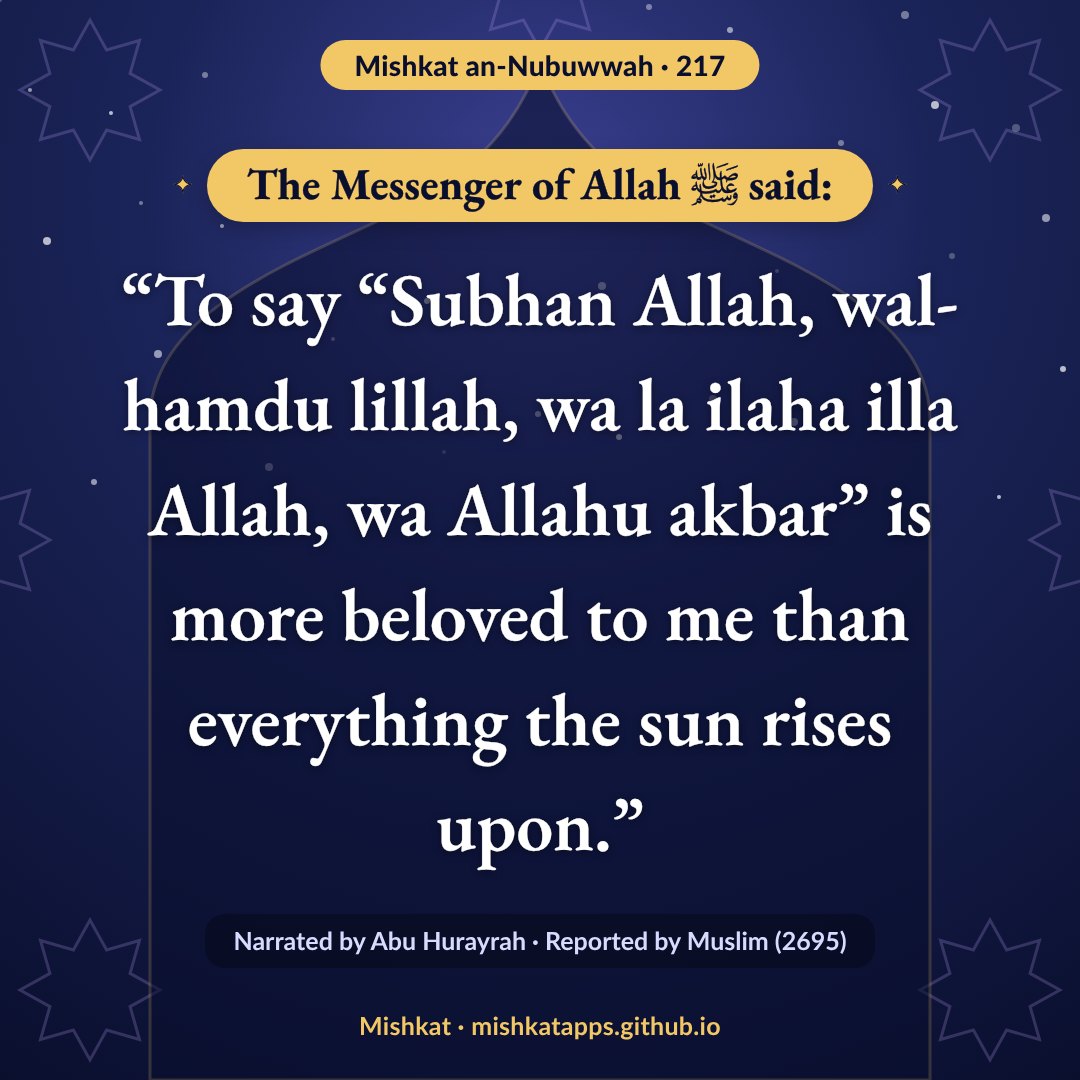 Mishkat an-Nubuwwah · 217
The Messenger of Allah ﷺ said:
“To say “Subhan Allah, wal-
hamdu lillah, wa la ilaha illa
Allah, wa Allahu akbar” is
more beloved to me than
everything the sun rises
upon.”
Narrated by Abu Hurayrah · Reported by Muslim (2695)
Mishkat · mishkatapps.github.io